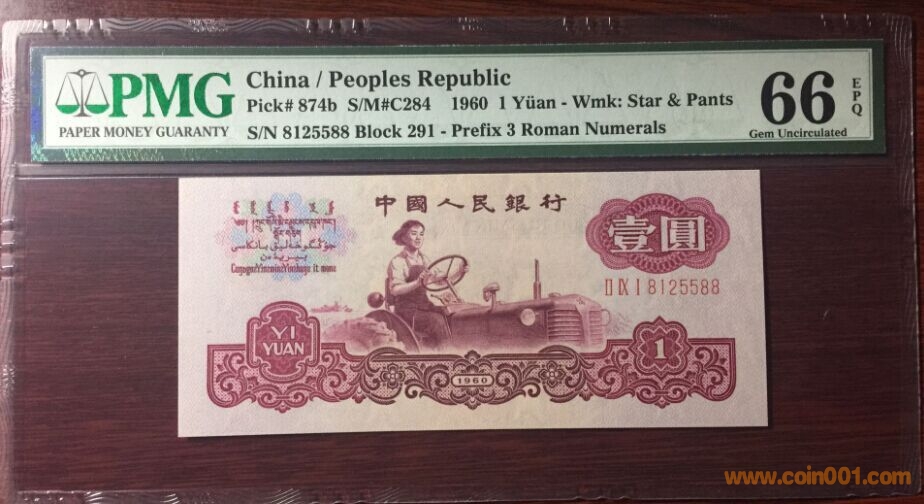 PMG
PAPER MONEY GUARANTY
China / Peoples Republic
Pick# 874b S/M#C284 1960 1 Yüan - Wmk: Star & Pants
S/N 8125588 Block 291 - Prefix 3 Roman Numerals
66
EPQ
Gem Uncirculated
中國人民銀行
壹圓
II IX I 8125588
YI
YUAN
1960
1
www.coin001.com